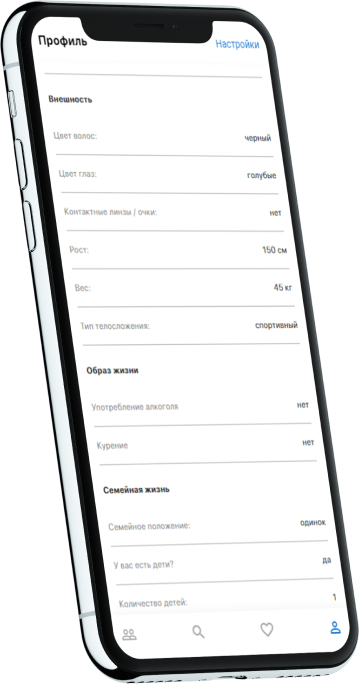 Профиль Настройки
Внешность
Цвет волос: черный
Цвет глаз: голубые
Контактные линзы / очки: нет
Рост: 150 см
Вес: 45 кг
Тип телосложения: спортивный
Образ жизни
Употребление алкоголя нет
Курение нет
Семейная жизнь
Семейное положение: одинок
У вас есть дети? да
Количество детей: 1